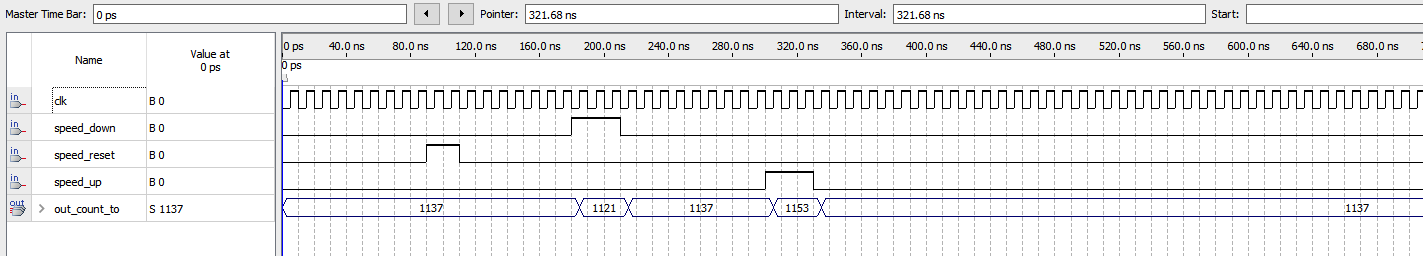 Master Time Bar: 0 ps Pointer: 321.68 ns Interval: 321.68 ns Start:
Name Value at 0 ps 0 ps 40.0 ns 80.0 ns 120.0 ns 160.0 ns 200.0 ns 240.0 ns 280.0 ns 320.0 ns 360.0 ns 400.0 ns 440.0 ns 480.0 ns 520.0 ns 560.0 ns 600.0 ns 640.0 ns 680.0 ns
0 ps
in clk B 0
in speed_down B 0
in speed_reset B 0
in speed_up B 0
out > out_count_to S 1137 1137 1121 1137 1153 1137